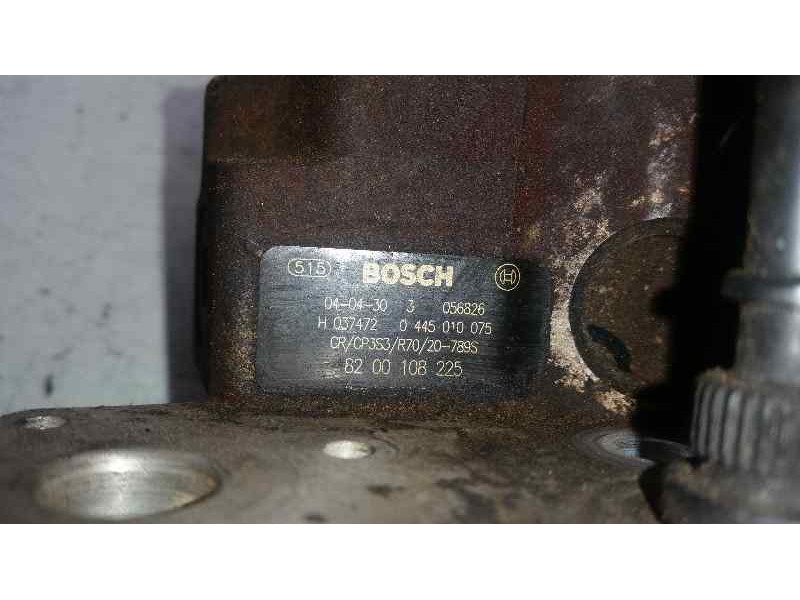 515 BOSCH
04-04-30 3 056826
H 037472 0 445 010 075
CR/CP3S3/R70/20-789S
82 00 108 225